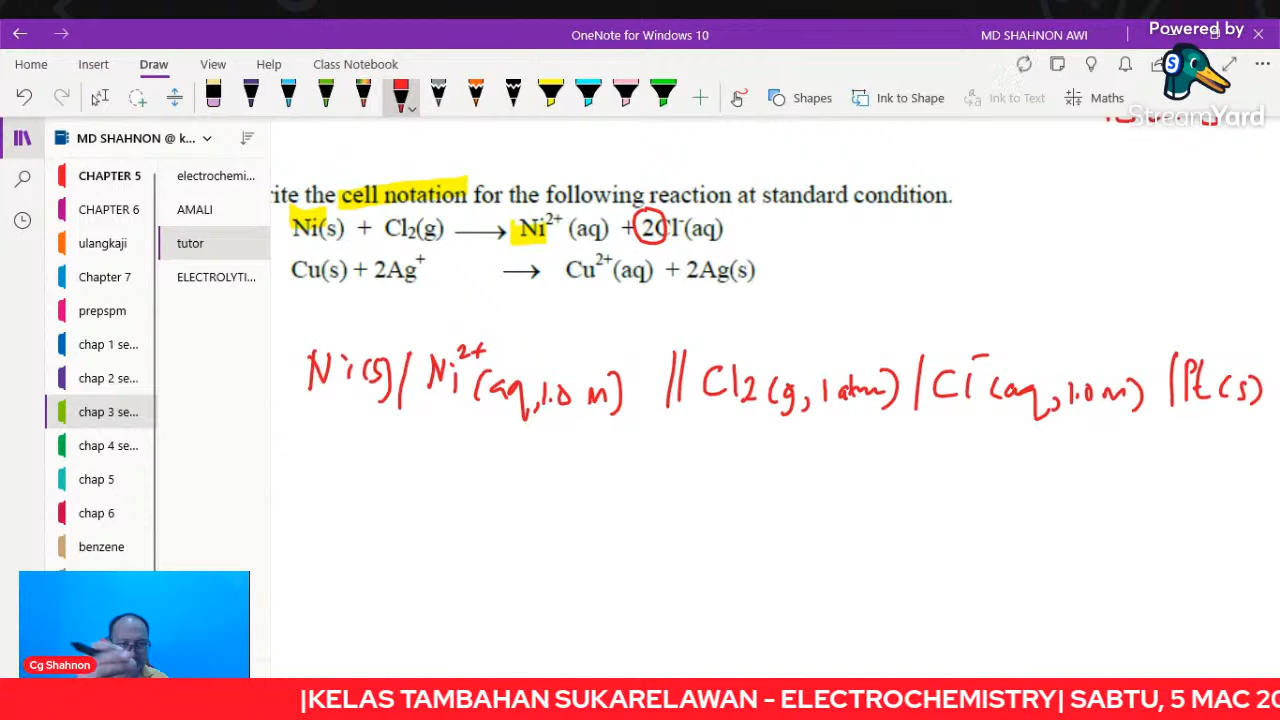 OneNote for Windows 10
MD SHAHNON AWI
Powered by
StreamYard
Home
Insert
Draw
View
Help
Class Notebook
Shapes
Ink to Shape
Ink to Text
Maths
MD SHAHNON @ k...
CHAPTER 5
CHAPTER 6
ulangkaji
Chapter 7
prepspm
chap 1 se...
chap 2 se...
chap 3 se...
chap 4 se...
chap 5
chap 6
benzene
electrochemi...
AMALI
tutor
ELECTROLYTI...
rite the cell notation for the following reaction at standard condition.
Ni(s) + Cl₂(g) ⟶ Ni²⁺ (aq) + 2Cl⁻(aq)
Cu(s) + 2Ag⁺ ⟶ Cu²⁺(aq) + 2Ag(s)
Ni(s) / Ni²⁺(aq, 1.0 M) // Cl2(g, 1 atm) / Cl⁻(aq, 1.0 M) | Pt(s)
Cg Shahnon
|KELAS TAMBAHAN SUKARELAWAN - ELECTROCHEMISTRY| SABTU, 5 MAC 20